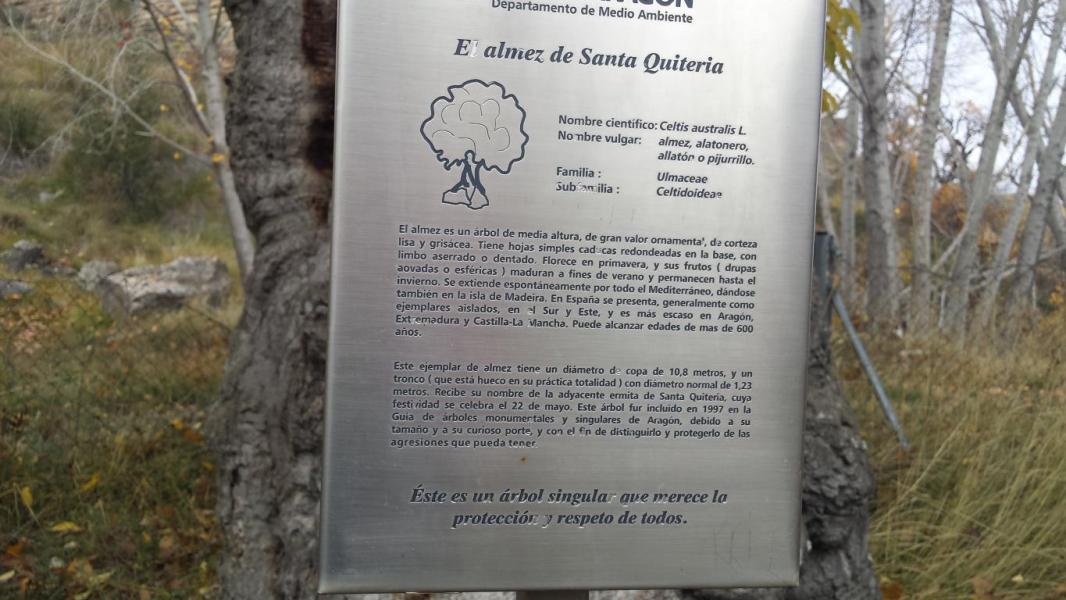 ARAGÓN
Departamento de Medio Ambiente
El almez de Santa Quiteria
Nombre cientifico: Celtis australis L.
Nombre vulgar: almez, alatonero,
allatón o pijurrillo.
Familia : Ulmaceae
Subfamilia : Celtidoideae
El almez es un árbol de media altura, de gran valor ornamental, de corteza
lisa y grisácea. Tiene hojas simples caducas redondeadas en la base, con
limbo aserrado o dentado. Florece en primavera, y sus frutos ( drupas
aovadas o esféricas ) maduran a fines de verano y permanecen hasta el
invierno. Se extiende espontáneamente por todo el Mediterráneo, dándose
también en la isla de Madeira. En España se presenta, generalmente como
ejemplares aislados, en el Sur y Este, y es más escaso en Aragón,
Extremadura y Castilla-La Mancha. Puede alcanzar edades de mas de 600
años.
Este ejemplar de almez tiene un diámetro de copa de 10,8 metros, y un
tronco ( que está hueco en su práctica totalidad ) con diámetro normal de 1,23
metros. Recibe su nombre de la adyacente ermita de Santa Quiteria, cuya
festividad se celebra el 22 de mayo. Este árbol fur incluido en 1997 en la
Guia de árboles monumentales y singulares de Aragón, debido a su
tamaño y a su curioso porte, y con el fin de distinguirlo y protegerlo de las
agresiones que pueda tener.
Éste es un árbol singular que merece la
protección y respeto de todos.